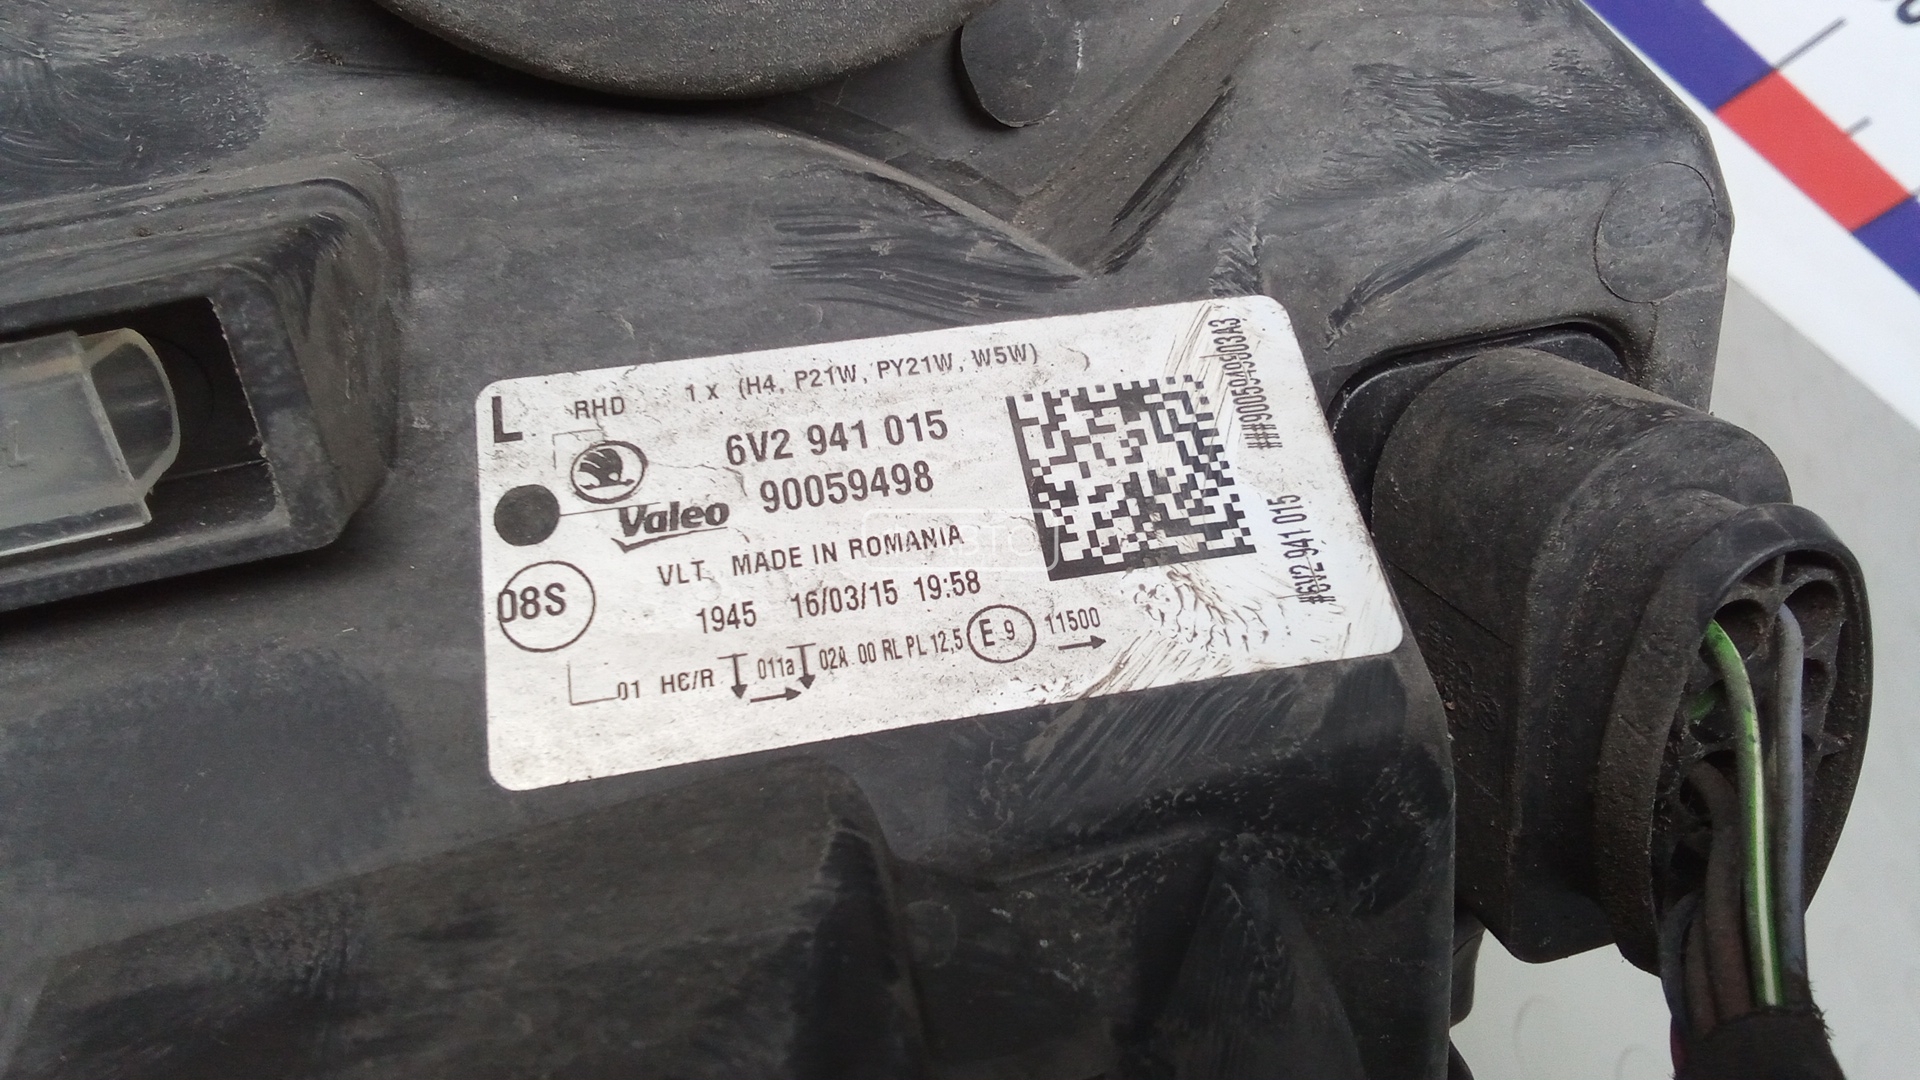 L
RHD
1 x (H4, P21W, PY21W, W5W)
6V2 941 015
90059498
Valeo
VLT MADE IN ROMANIA
08S
1945 16/03/15 19:58
01 HC/R 011a 02A 00 RL PL 12,5 E 9 11500
#6V2 941 015